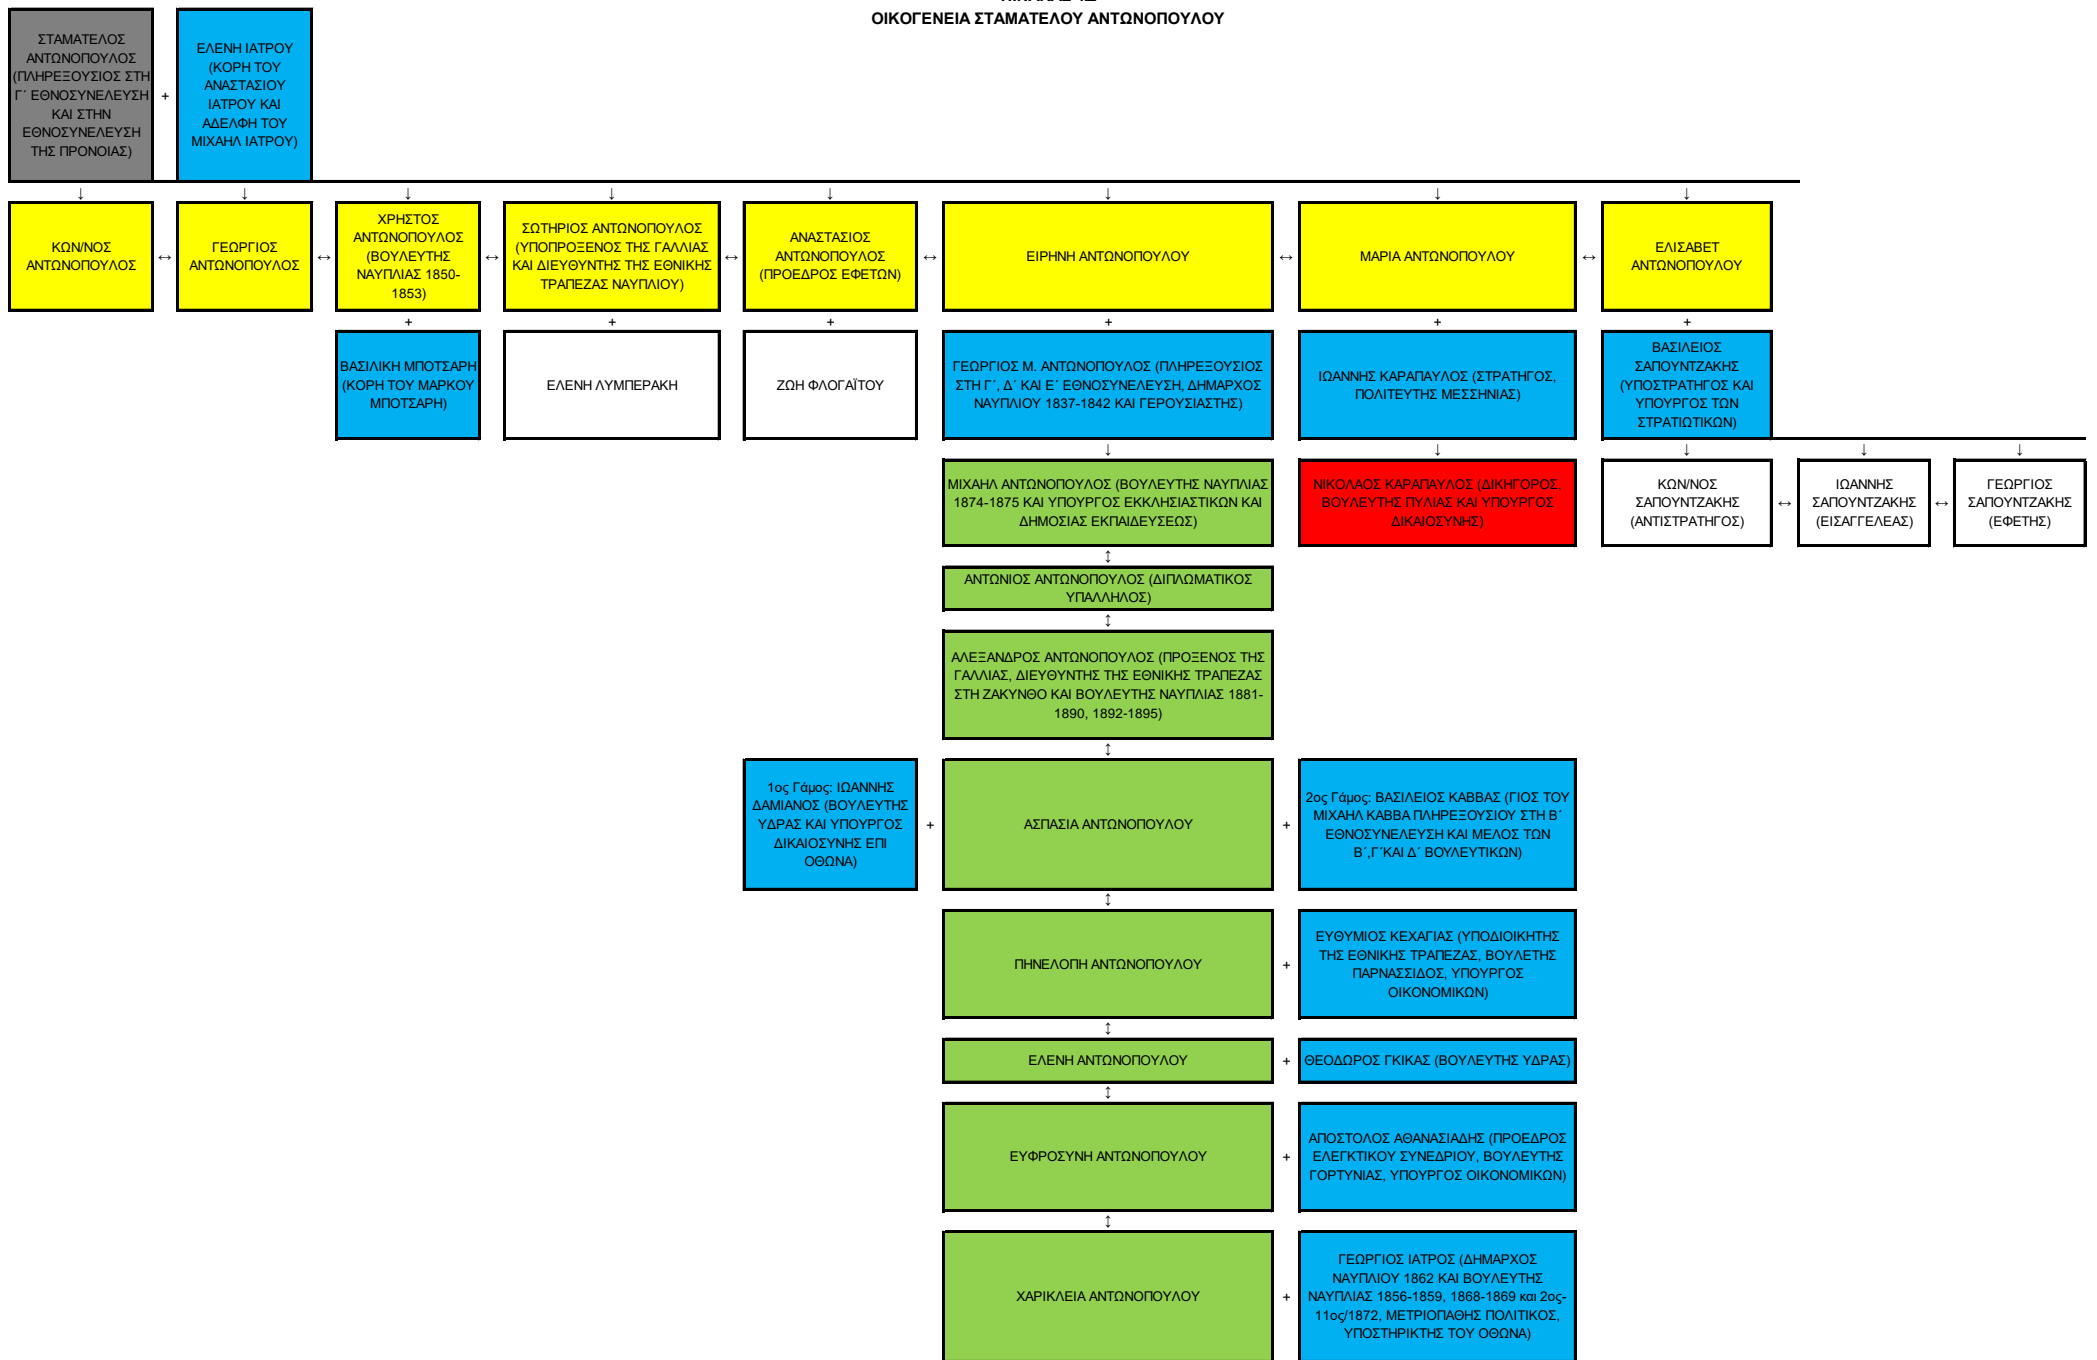 ΟΙΚΟΓΕΝΕΙΑ ΣΤΑΜΑΤΕΛΟΥ ΑΝΤΩΝΟΠΟΥΛΟΥ
ΣΤΑΜΑΤΕΛΟΣ
ΑΝΤΩΝΟΠΟΥΛΟΣ
(ΠΛΗΡΕΞΟΥΣΙΟΣ ΣΤΗ
Γ΄ ΕΘΝΟΣΥΝΕΛΕΥΣΗ
ΚΑΙ ΣΤΗΝ
ΕΘΝΟΣΥΝΕΛΕΥΣΗ
ΤΗΣ ΠΡΟΝΟΙΑΣ)
+
ΕΛΕΝΗ ΙΑΤΡΟΥ
(ΚΟΡΗ ΤΟΥ
ΑΝΑΣΤΑΣΙΟΥ
ΙΑΤΡΟΥ ΚΑΙ
ΑΔΕΛΦΗ ΤΟΥ
ΜΙΧΑΗΛ ΙΑΤΡΟΥ)
↓ ↓ ↓ ↓ ↓ ↓ ↓ ↓
ΚΩΝ/ΝΟΣ
ΑΝΤΩΝΟΠΟΥΛΟΣ
↔
ΓΕΩΡΓΙΟΣ
ΑΝΤΩΝΟΠΟΥΛΟΣ
↔
ΧΡΗΣΤΟΣ
ΑΝΤΩΝΟΠΟΥΛΟΣ
(ΒΟΥΛΕΥΤΗΣ
ΝΑΥΠΛΙΑΣ 1850-
1853)
↔
ΣΩΤΗΡΙΟΣ ΑΝΤΩΝΟΠΟΥΛΟΣ
(ΥΠΟΠΡΟΞΕΝΟΣ ΤΗΣ ΓΑΛΛΙΑΣ
ΚΑΙ ΔΙΕΥΘΥΝΤΗΣ ΤΗΣ ΕΘΝΙΚΗΣ
ΤΡΑΠΕΖΑΣ ΝΑΥΠΛΙΟΥ)
↔
ΑΝΑΣΤΑΣΙΟΣ
ΑΝΤΩΝΟΠΟΥΛΟΣ
(ΠΡΟΕΔΡΟΣ ΕΦΕΤΩΝ)
↔
ΕΙΡΗΝΗ ΑΝΤΩΝΟΠΟΥΛΟΥ
↔
ΜΑΡΙΑ ΑΝΤΩΝΟΠΟΥΛΟΥ
↔
ΕΛΙΣΑΒΕΤ
ΑΝΤΩΝΟΠΟΥΛΟΥ
+ + + + + +
ΒΑΣΙΛΙΚΗ ΜΠΟΤΣΑΡΗ
(ΚΟΡΗ ΤΟΥ ΜΑΡΚΟΥ
ΜΠΟΤΣΑΡΗ)
ΕΛΕΝΗ ΛΥΜΠΕΡΑΚΗ
ΖΩΗ ΦΛΟΓΑΪΤΟΥ
ΓΕΩΡΓΙΟΣ Μ. ΑΝΤΩΝΟΠΟΥΛΟΣ (ΠΛΗΡΕΞΟΥΣΙΟΣ
ΣΤΗ Γ΄, Δ΄ ΚΑΙ Ε΄ ΕΘΝΟΣΥΝΕΛΕΥΣΗ, ΔΗΜΑΡΧΟΣ
ΝΑΥΠΛΙΟΥ 1837-1842 ΚΑΙ ΓΕΡΟΥΣΙΑΣΤΗΣ)
ΙΩΑΝΝΗΣ ΚΑΡΑΠΑΥΛΟΣ (ΣΤΡΑΤΗΓΟΣ,
ΠΟΛΙΤΕΥΤΗΣ ΜΕΣΣΗΝΙΑΣ)
ΒΑΣΙΛΕΙΟΣ
ΣΑΠΟΥΝΤΖΑΚΗΣ
(ΥΠΟΣΤΡΑΤΗΓΟΣ ΚΑΙ
ΥΠΟΥΡΓΟΣ ΤΩΝ
ΣΤΡΑΤΙΩΤΙΚΩΝ)
↓ ↓ ↓ ↓ ↓
ΜΙΧΑΗΛ ΑΝΤΩΝΟΠΟΥΛΟΣ (ΒΟΥΛΕΥΤΗΣ ΝΑΥΠΛΙΑΣ
1874-1875 ΚΑΙ ΥΠΟΥΡΓΟΣ ΕΚΚΛΗΣΙΑΣΤΙΚΩΝ ΚΑΙ
ΔΗΜΟΣΙΑΣ ΕΚΠΑΙΔΕΥΣΕΩΣ)
ΝΙΚΟΛΑΟΣ ΚΑΡΑΠΑΥΛΟΣ (ΔΙΚΗΓΟΡΟΣ,
ΒΟΥΛΕΥΤΗΣ ΠΥΛΙΑΣ ΚΑΙ ΥΠΟΥΡΓΟΣ
ΔΙΚΑΙΟΣΥΝΗΣ)
ΚΩΝ/ΝΟΣ
ΣΑΠΟΥΝΤΖΑΚΗΣ
(ΑΝΤΙΣΤΡΑΤΗΓΟΣ)
↔
ΙΩΑΝΝΗΣ
ΣΑΠΟΥΝΤΖΑΚΗΣ
(ΕΙΣΑΓΓΕΛΕΑΣ)
↔
ΓΕΩΡΓΙΟΣ
ΣΑΠΟΥΝΤΖΑΚΗΣ
(ΕΦΕΤΗΣ)
↕
ΑΝΤΩΝΙΟΣ ΑΝΤΩΝΟΠΟΥΛΟΣ (ΔΙΠΛΩΜΑΤΙΚΟΣ
ΥΠΑΛΛΗΛΟΣ)
↕
ΑΛΕΞΑΝΔΡΟΣ ΑΝΤΩΝΟΠΟΥΛΟΣ (ΠΡΟΞΕΝΟΣ ΤΗΣ
ΓΑΛΛΙΑΣ, ΔΙΕΥΘΥΝΤΗΣ ΤΗΣ ΕΘΝΙΚΗΣ ΤΡΑΠΕΖΑΣ
ΣΤΗ ΖΑΚΥΝΘΟ ΚΑΙ ΒΟΥΛΕΥΤΗΣ ΝΑΥΠΛΙΑΣ 1881-
1890, 1892-1895)
↕
1ος Γάμος: ΙΩΑΝΝΗΣ
ΔΑΜΙΑΝΟΣ (ΒΟΥΛΕΥΤΗΣ
ΥΔΡΑΣ ΚΑΙ ΥΠΟΥΡΓΟΣ
ΔΙΚΑΙΟΣΥΝΗΣ ΕΠΙ
ΟΘΩΝΑ)
+
ΑΣΠΑΣΙΑ ΑΝΤΩΝΟΠΟΥΛΟΥ
+
2ος Γάμος: ΒΑΣΙΛΕΙΟΣ ΚΑΒΒΑΣ (ΓΙΟΣ ΤΟΥ
ΜΙΧΑΗΛ ΚΑΒΒΑ ΠΛΗΡΕΞΟΥΣΙΟΥ ΣΤΗ Β΄
ΕΘΝΟΣΥΝΕΛΕΥΣΗ ΚΑΙ ΜΕΛΟΣ ΤΩΝ
Β΄,Γ΄ΚΑΙ Δ΄ ΒΟΥΛΕΥΤΙΚΩΝ)
↕
ΠΗΝΕΛΟΠΗ ΑΝΤΩΝΟΠΟΥΛΟΥ
+
ΕΥΘΥΜΙΟΣ ΚΕΧΑΓΙΑΣ (ΥΠΟΔΙΟΙΚΗΤΗΣ
ΤΗΣ ΕΘΝΙΚΗΣ ΤΡΑΠΕΖΑΣ, ΒΟΥΛΕΤΗΣ
ΠΑΡΝΑΣΣΙΔΟΣ, ΥΠΟΥΡΓΟΣ
ΟΙΚΟΝΟΜΙΚΩΝ)
↕
ΕΛΕΝΗ ΑΝΤΩΝΟΠΟΥΛΟΥ
+
ΘΕΟΔΩΡΟΣ ΓΚΙΚΑΣ (ΒΟΥΛΕΥΤΗΣ ΥΔΡΑΣ)
↕
ΕΥΦΡΟΣΥΝΗ ΑΝΤΩΝΟΠΟΥΛΟΥ
+
ΑΠΟΣΤΟΛΟΣ ΑΘΑΝΑΣΙΑΔΗΣ (ΠΡΟΕΔΡΟΣ
ΕΛΕΓΚΤΙΚΟΥ ΣΥΝΕΔΡΙΟΥ, ΒΟΥΛΕΥΤΗΣ
ΓΟΡΤΥΝΙΑΣ, ΥΠΟΥΡΓΟΣ ΟΙΚΟΝΟΜΙΚΩΝ)
↕
ΧΑΡΙΚΛΕΙΑ ΑΝΤΩΝΟΠΟΥΛΟΥ
+
ΓΕΩΡΓΙΟΣ ΙΑΤΡΟΣ (ΔΗΜΑΡΧΟΣ
ΝΑΥΠΛΙΟΥ 1862 ΚΑΙ ΒΟΥΛΕΥΤΗΣ
ΝΑΥΠΛΙΑΣ 1856-1859, 1868-1869 και 2ος-
11ος/1872, ΜΕΤΡΙΟΠΑΘΗΣ ΠΟΛΙΤΙΚΟΣ,
ΥΠΟΣΤΗΡΙΚΤΗΣ ΤΟΥ ΟΘΩΝΑ)